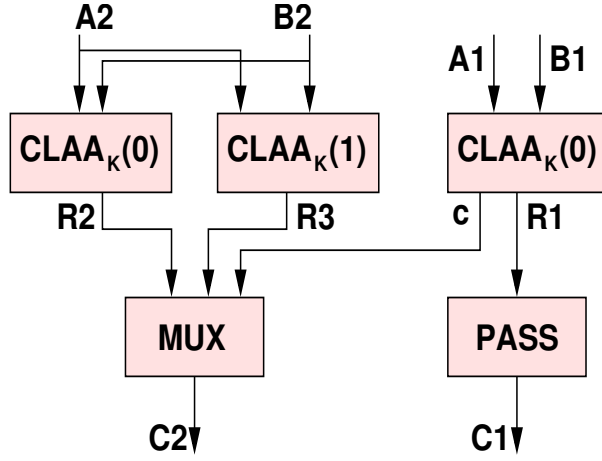 A2 B2
A1 B1
CLAA_K(0) CLAA_K(1) CLAA_K(0)
R2 R3 c R1
MUX PASS
C2 C1